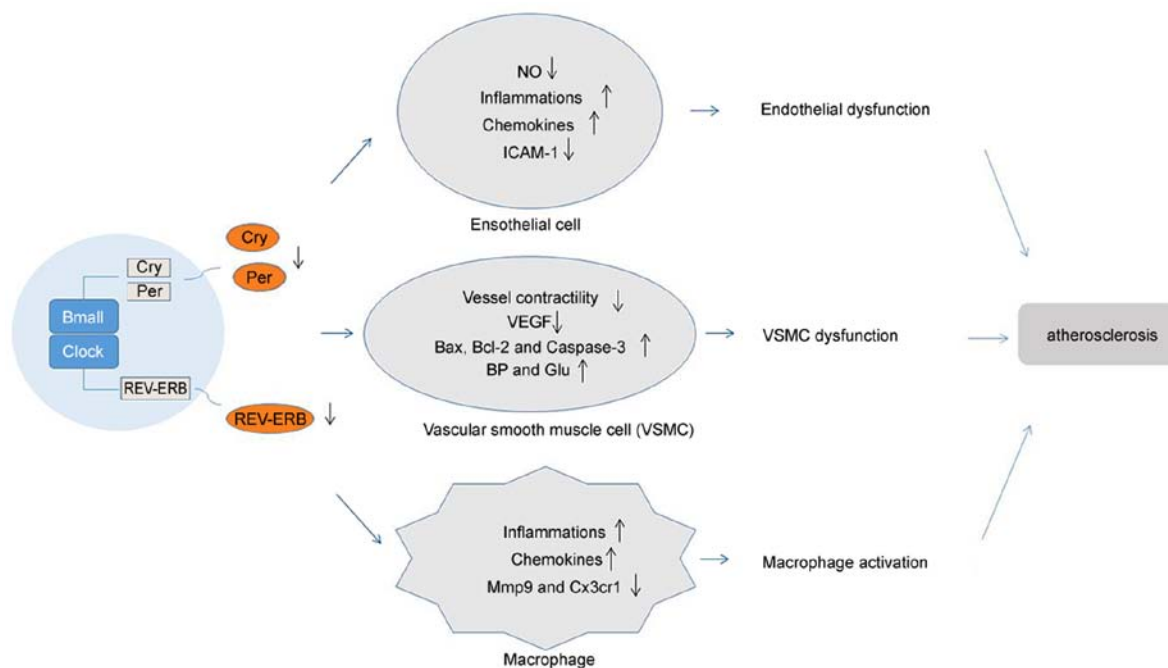 NO ↓
Inflammations ↑
Chemokines ↑
ICAM-1 ↓
Ensothelial cell
Endothelial dysfunction
Cry
Per
↓
Cry
Per
Bmall
Clock
REV-ERB
REV-ERB ↓
Vessel contractility ↓
VEGF ↓
Bax, Bcl-2 and Caspase-3 ↑
BP and Glu ↑
Vascular smooth muscle cell (VSMC)
VSMC dysfunction
atherosclerosis
Inflammations ↑
Chemokines ↑
Mmp9 and Cx3cr1 ↓
Macrophage
Macrophage activation